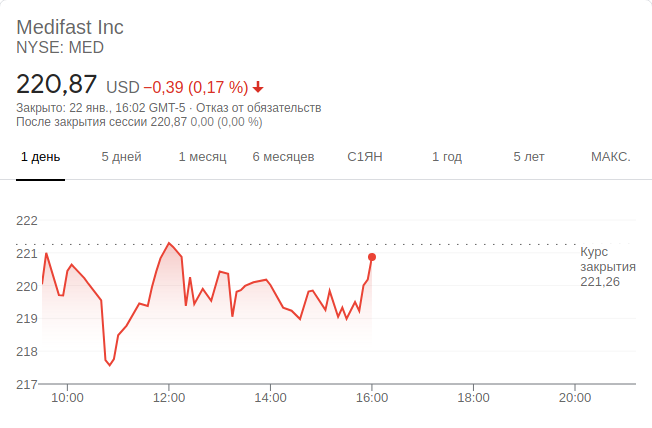 Medifast Inc
NYSE: MED
220,87 USD −0,39 (0,17 %)
Закрыто: 22 янв., 16:02 GMT-5 · Отказ от обязательств
После закрытия сессии 220,87 0,00 (0,00 %)
1 день 5 дней 1 месяц 6 месяцев С1ЯН 1 год 5 лет МАКС.
222
221
220
219
218
217
Курс
закрытия
221,26
10:00 12:00 14:00 16:00 18:00 20:00